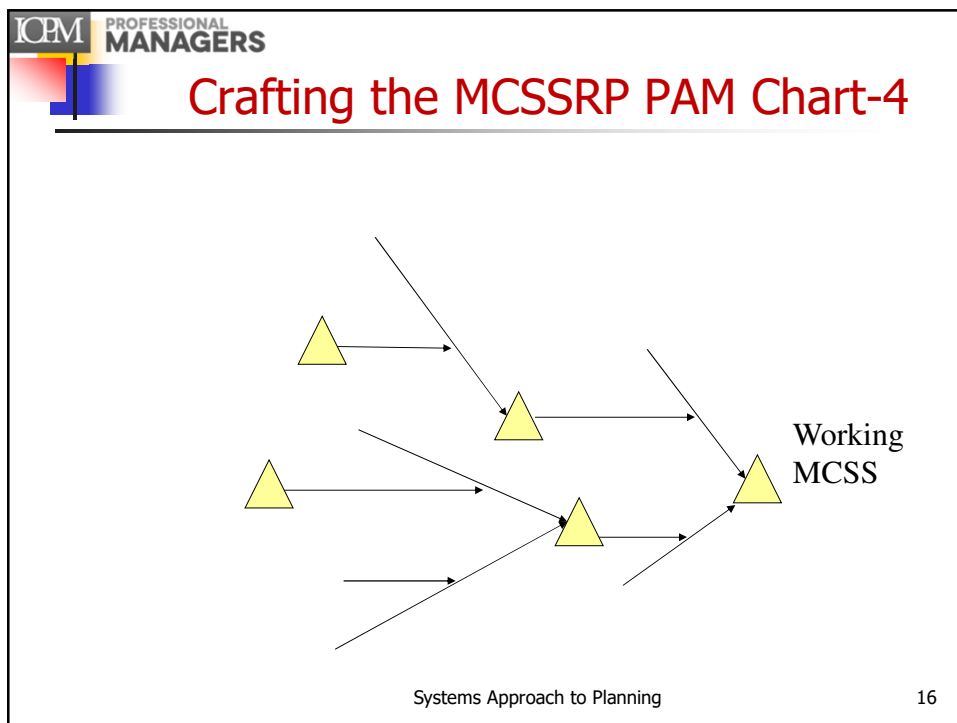 ICPM PROFESSIONAL
MANAGERS
Crafting the MCSSRP PAM Chart-4
Working
MCSS
Systems Approach to Planning 16